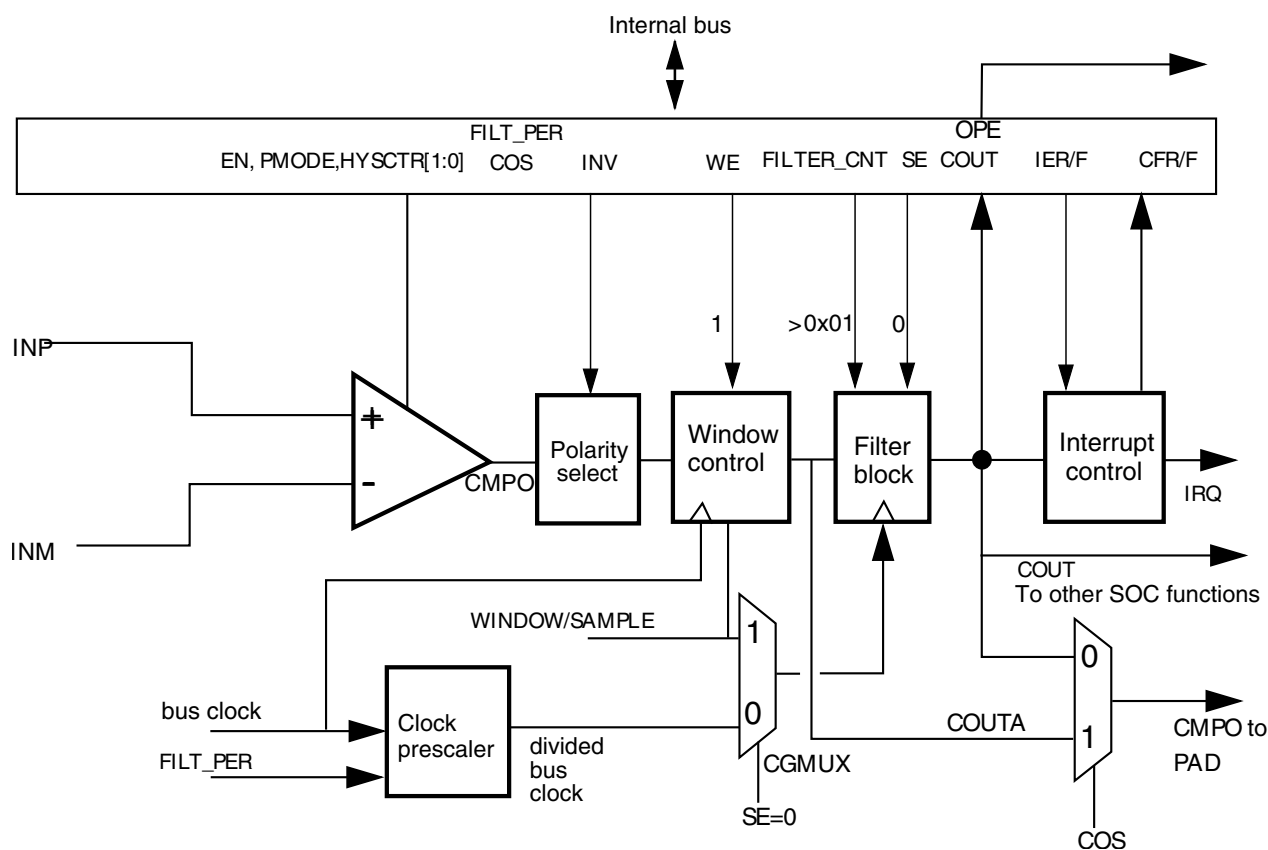 Internal bus
FILT_PER
OPE
EN, PMODE,HYSCTR[1:0]
COS
INV
WE
FILTER_CNT
SE
COUT
IER/F
CFR/F
1
>0x01
0
INP
INM
+
-
CMPO
Polarity
select
Window
control
Filter
block
Interrupt
control
IRQ
COUT
To other SOC functions
WINDOW/SAMPLE
1
0
CGMUX
SE=0
bus clock
FILT_PER
Clock
prescaler
divided
bus
clock
COUTA
0
1
COS
CMPO to
PAD